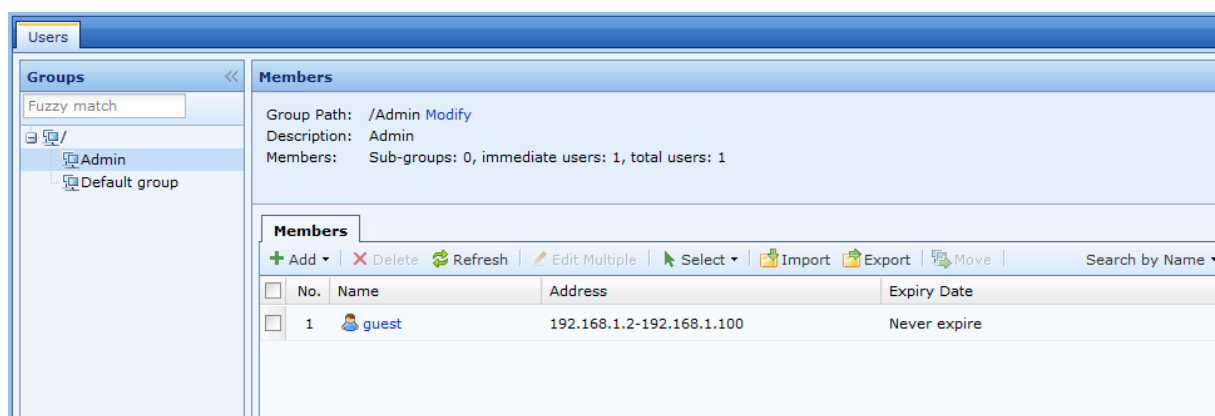 Users
Groups
Fuzzy match
/
Admin
Default group
Members
Group Path: /Admin Modify
Description: Admin
Members: Sub-groups: 0, immediate users: 1, total users: 1
Members
Add Delete Refresh Edit Multiple Select Import Export Move Search by Name
No. Name Address Expiry Date
1 guest 192.168.1.2-192.168.1.100 Never expire